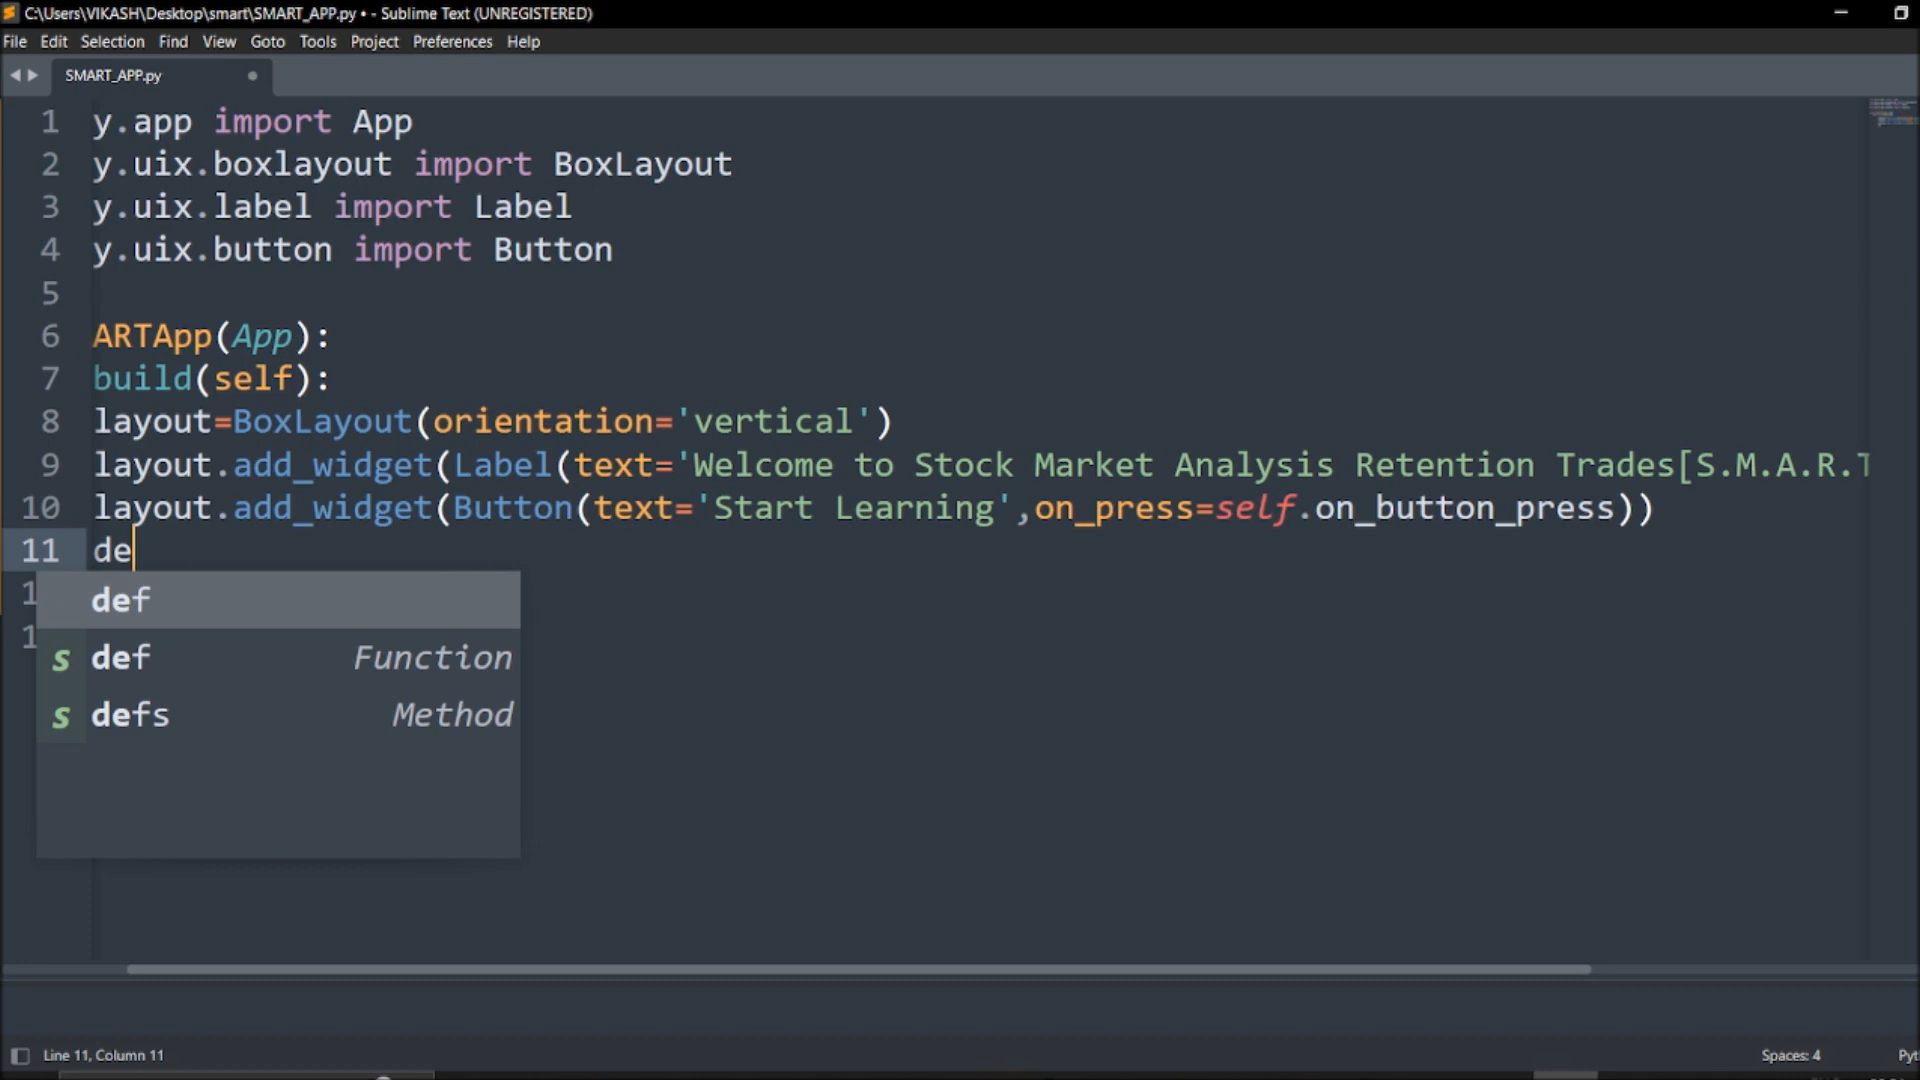 C:\Users\VIKASH\Desktop\smart\SMART_APP.py • - Sublime Text (UNREGISTERED)
File Edit Selection Find View Goto Tools Project Preferences Help
SMART_APP.py
1 y.app import App
2 y.uix.boxlayout import BoxLayout
3 y.uix.label import Label
4 y.uix.button import Button
5
6 ARTApp(App):
7 build(self):
8 layout=BoxLayout(orientation='vertical')
9 layout.add_widget(Label(text='Welcome to Stock Market Analysis Retention Trades[S.M.A.R.T
10 layout.add_widget(Button(text='Start Learning',on_press=self.on_button_press))
11 de
1 def
s def Function
1
s defs Method
Line 11, Column 11 Spaces: 4 Pyt